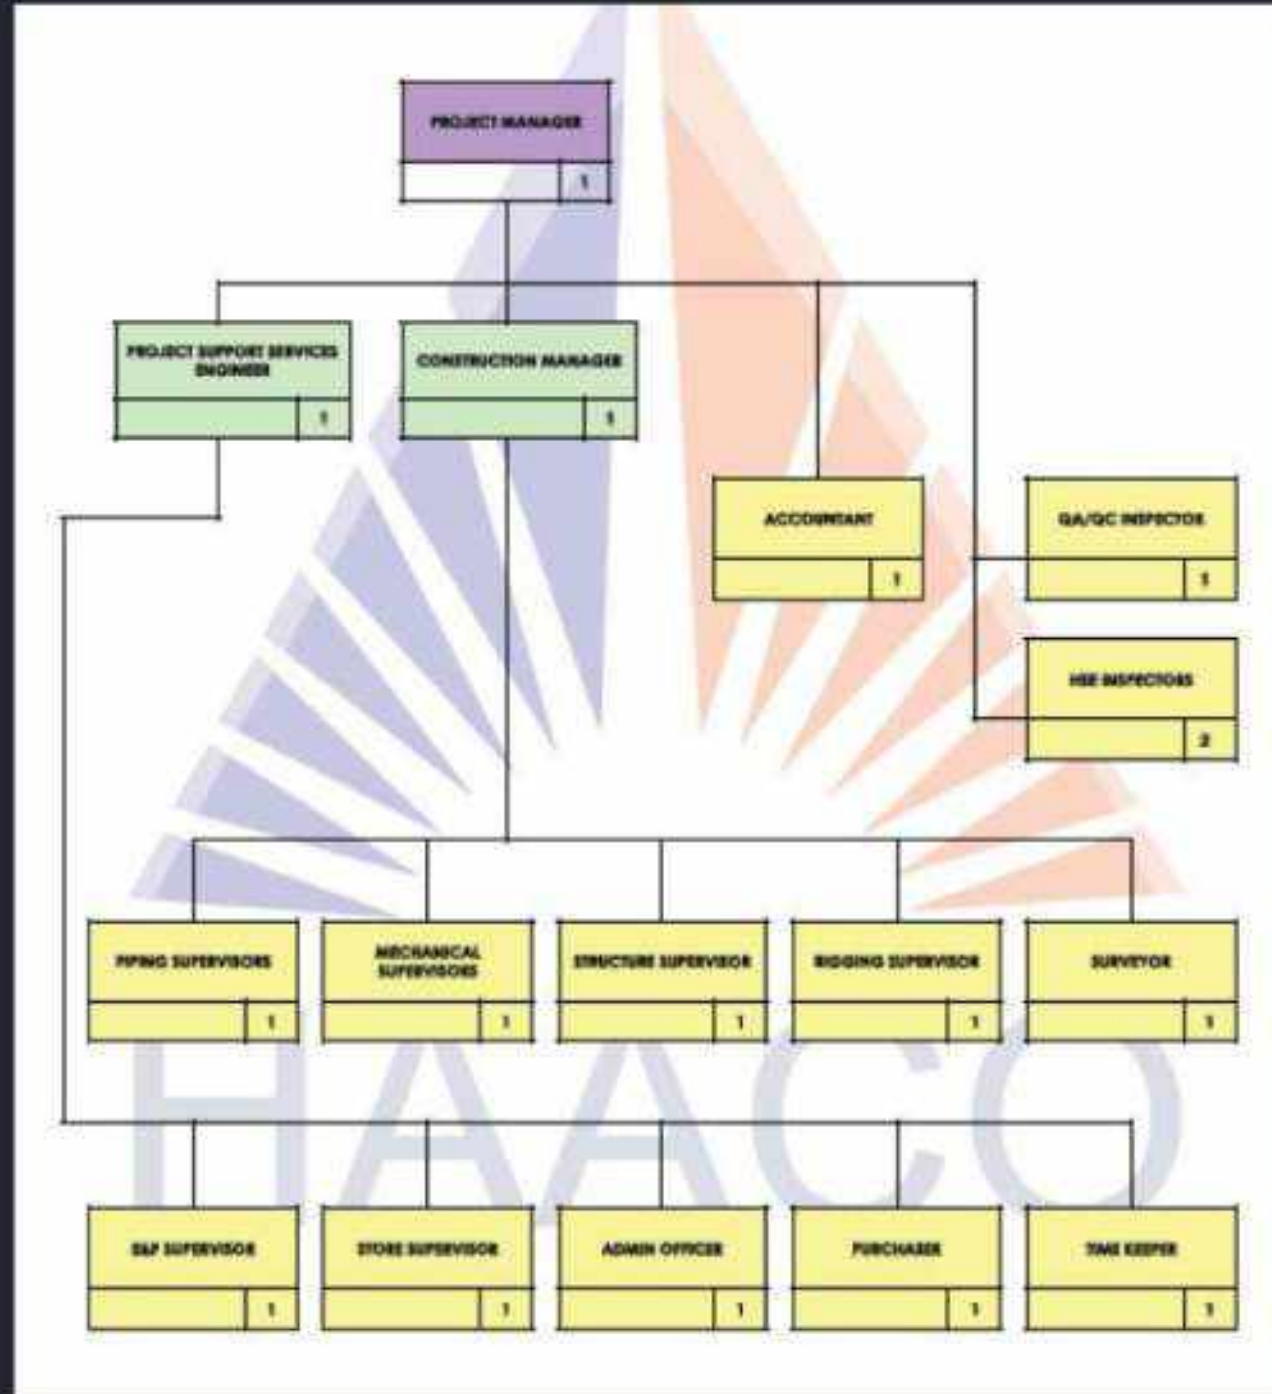 PROJECT MANAGER
1
PROJECT SUPPORT SERVICES
ENGINEER
1
CONSTRUCTION MANAGER
1
ACCOUNTANT
1
QA/QC INSPECTOR
1
HSE INSPECTORS
2
PIPING SUPERVISORS
1
MECHANICAL
SUPERVISORS
1
STRUCTURE SUPERVISOR
1
RIGGING SUPERVISOR
1
SURVEYOR
1
HAACO
SUPERVISOR
1
STORE SUPERVISOR
1
ADMIN OFFICER
1
PURCHASER
1
TIME KEEPER
1